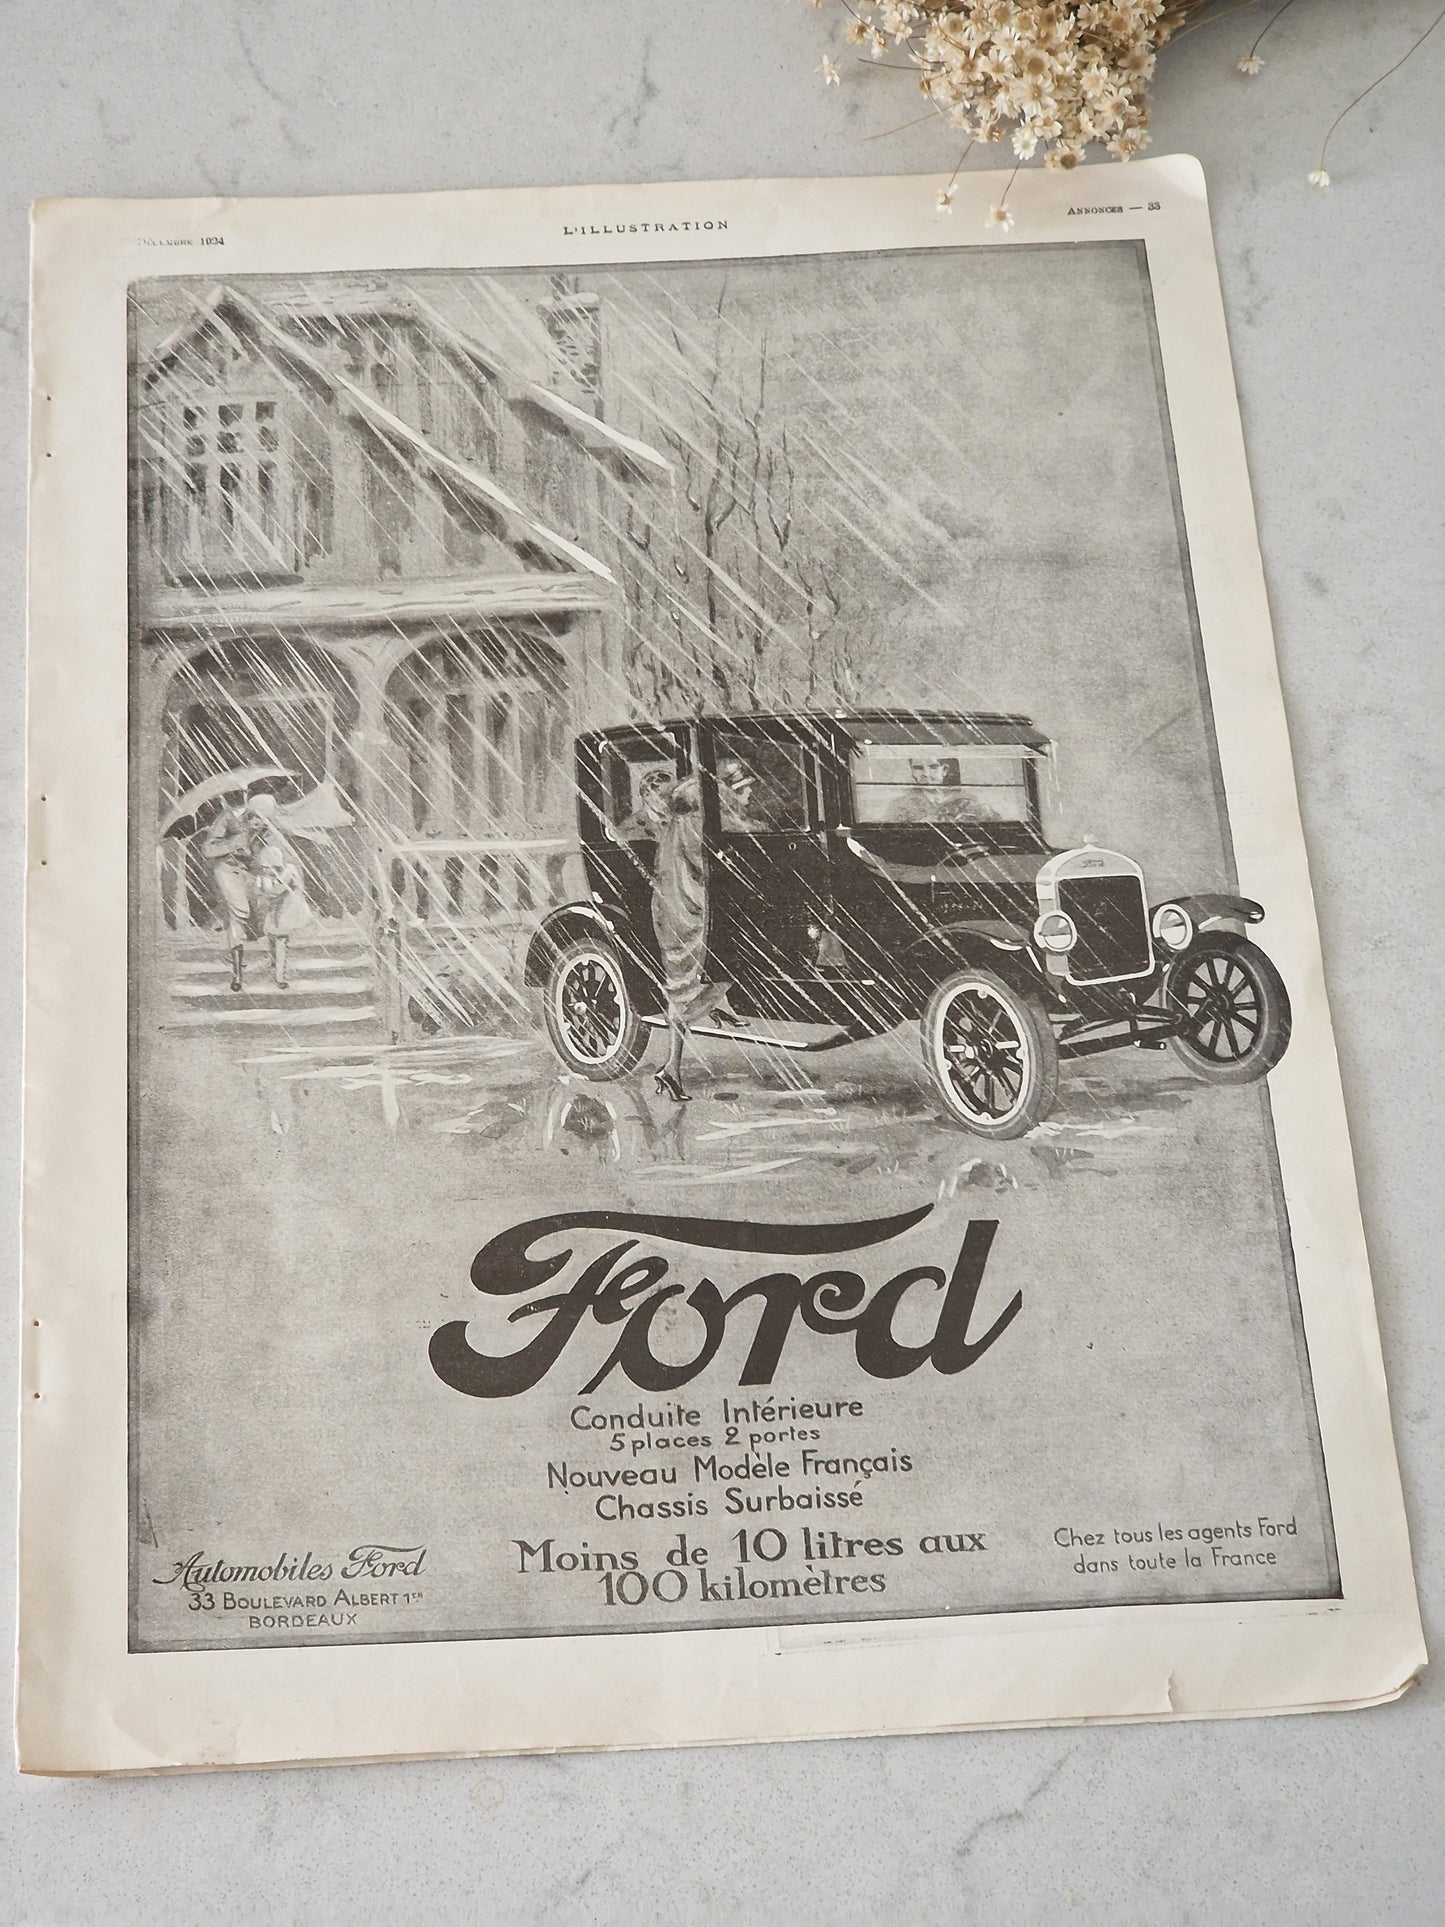 Décembre 1924
L'ILLUSTRATION
Annonces — 33
Ford
Ford
Conduite Intérieure
5 places 2 portes
Nouveau Modèle Français
Chassis Surbaissé
Moins de 10 litres aux
100 kilomètres
Automobiles Ford
33 Boulevard Albert 1er
BORDEAUX
Chez tous les agents Ford
dans toute la France